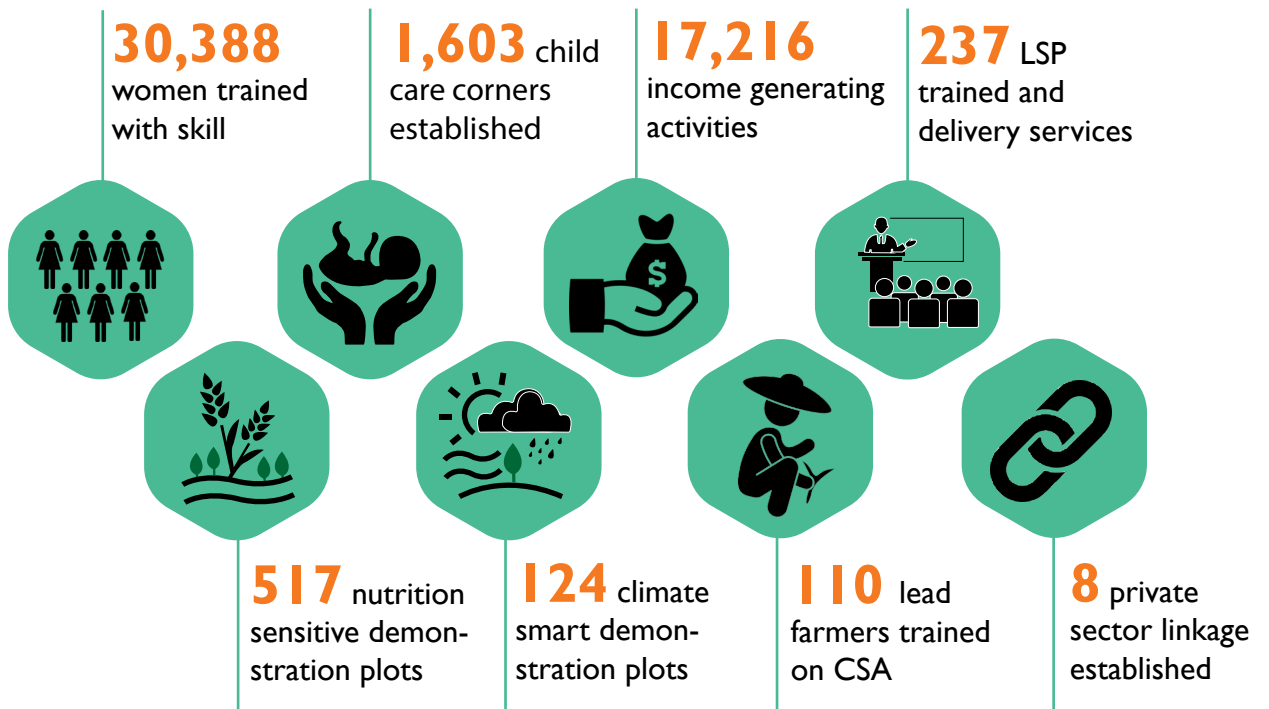 30,388
women trained
with skill
1,603 child
care corners
established
17,216
income generating
activities
237 LSP
trained and
delivery services
$
517 nutrition
sensitive demon-
stration plots
124 climate
smart demon-
stration plots
110 lead
farmers trained
on CSA
8 private
sector linkage
established